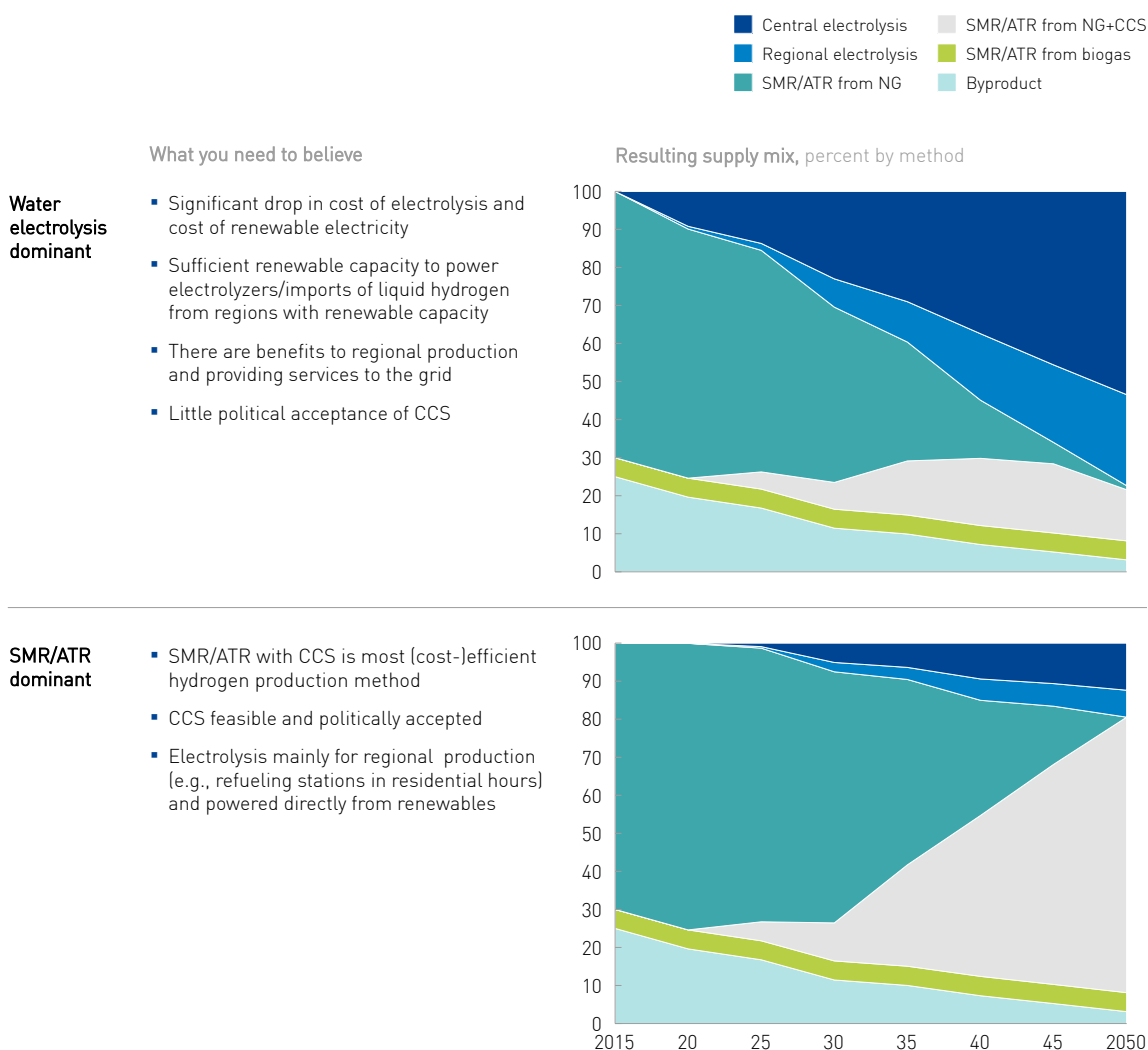 Central electrolysis
Regional electrolysis
SMR/ATR from NG
SMR/ATR from NG+CCS
SMR/ATR from biogas
Byproduct
What you need to believe
Resulting supply mix, percent by method
Water
electrolysis
dominant
▪ Significant drop in cost of electrolysis and
cost of renewable electricity
▪ Sufficient renewable capacity to power
electrolyzers/imports of liquid hydrogen
from regions with renewable capacity
▪ There are benefits to regional production
and providing services to the grid
▪ Little political acceptance of CCS
100
90
80
70
60
50
40
30
20
10
0
SMR/ATR
dominant
▪ SMR/ATR with CCS is most (cost-)efficient
hydrogen production method
▪ CCS feasible and politically accepted
▪ Electrolysis mainly for regional production
(e.g., refueling stations in residential hours)
and powered directly from renewables
100
90
80
70
60
50
40
30
20
10
0
2015 20 25 30 35 40 45 2050